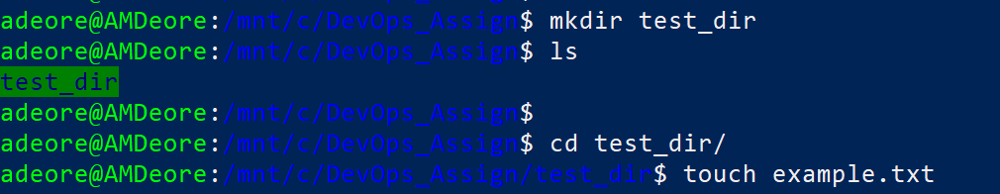 adeore@AMDeore:/mnt/c/DevOps_Assign$ mkdir test_dir
adeore@AMDeore:/mnt/c/DevOps_Assign$ ls
test_dir
adeore@AMDeore:/mnt/c/DevOps_Assign$
adeore@AMDeore:/mnt/c/DevOps_Assign$ cd test_dir/
adeore@AMDeore:/mnt/c/DevOps_Assign/test_dir$ touch example.txt